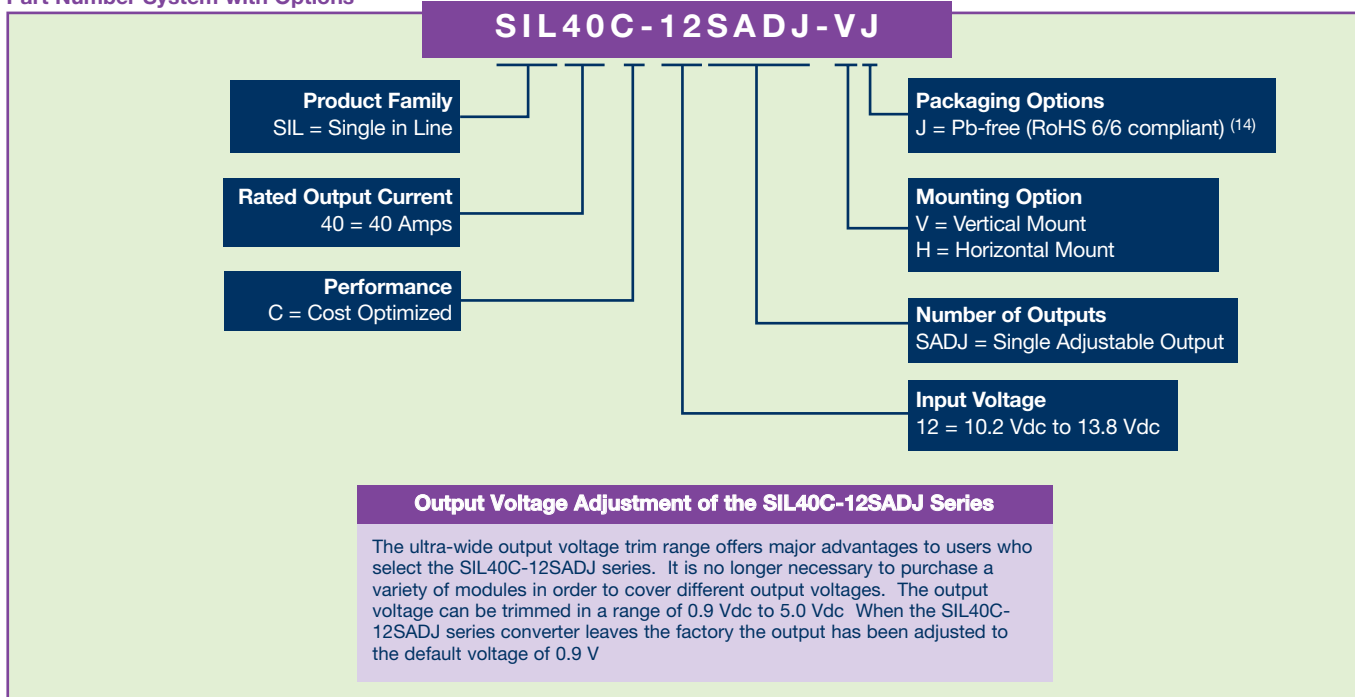 Part Number System with Options
SIL40C-12SADJ-VJ
Product Family
SIL = Single in Line
Rated Output Current
40 = 40 Amps
Performance
C = Cost Optimized
Packaging Options
J = Pb-free (RoHS 6/6 compliant) (14)
Mounting Option
V = Vertical Mount
H = Horizontal Mount
Number of Outputs
SADJ = Single Adjustable Output
Input Voltage
12 = 10.2 Vdc to 13.8 Vdc
Output Voltage Adjustment of the SIL40C-12SADJ Series
The ultra-wide output voltage trim range offers major advantages to users who
select the SIL40C-12SADJ series. It is no longer necessary to purchase a
variety of modules in order to cover different output voltages. The output
voltage can be trimmed in a range of 0.9 Vdc to 5.0 Vdc When the SIL40C-
12SADJ series converter leaves the factory the output has been adjusted to
the default voltage of 0.9 V